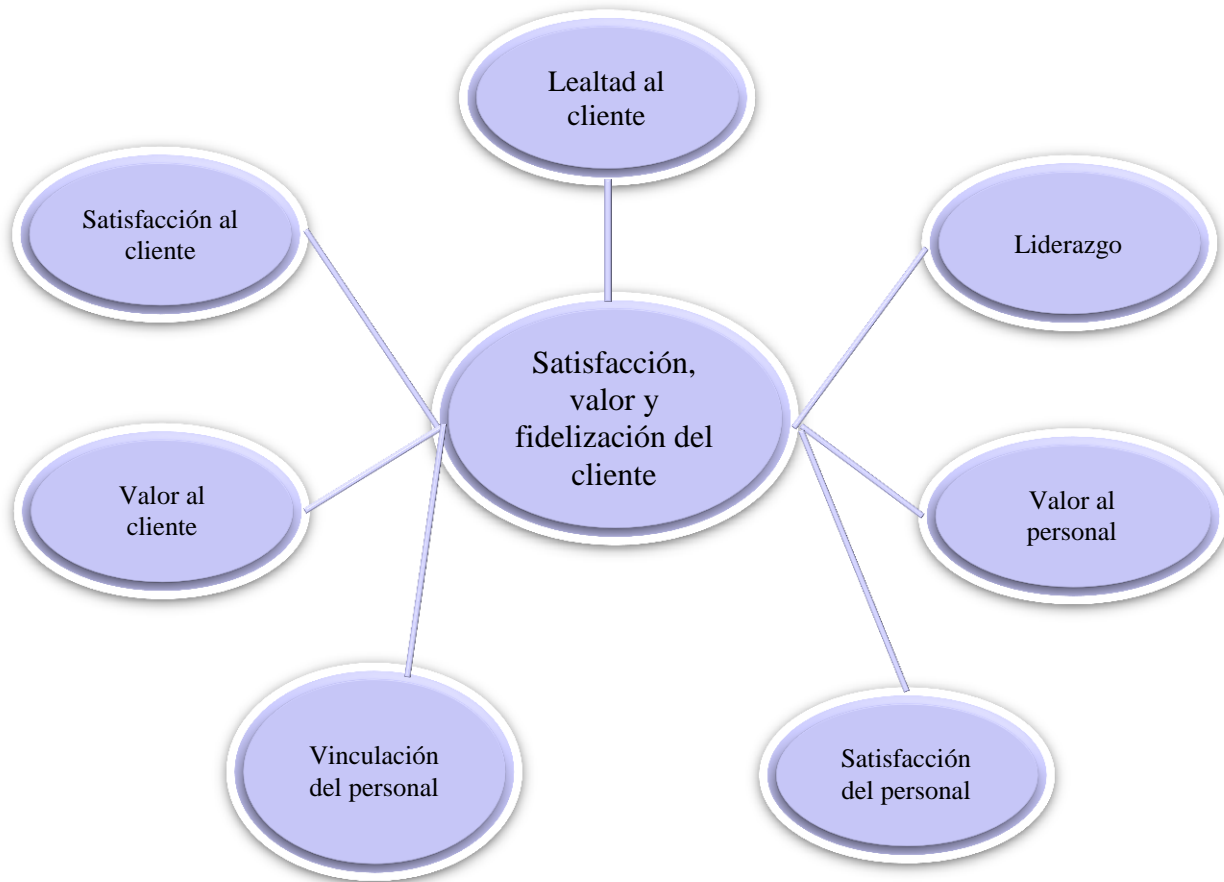 Lealtad al
cliente
Satisfacción al
cliente
Liderazgo
Satisfacción,
valor y
fidelización del
cliente
Valor al
cliente
Valor al
personal
Vinculación
del personal
Satisfacción
del personal